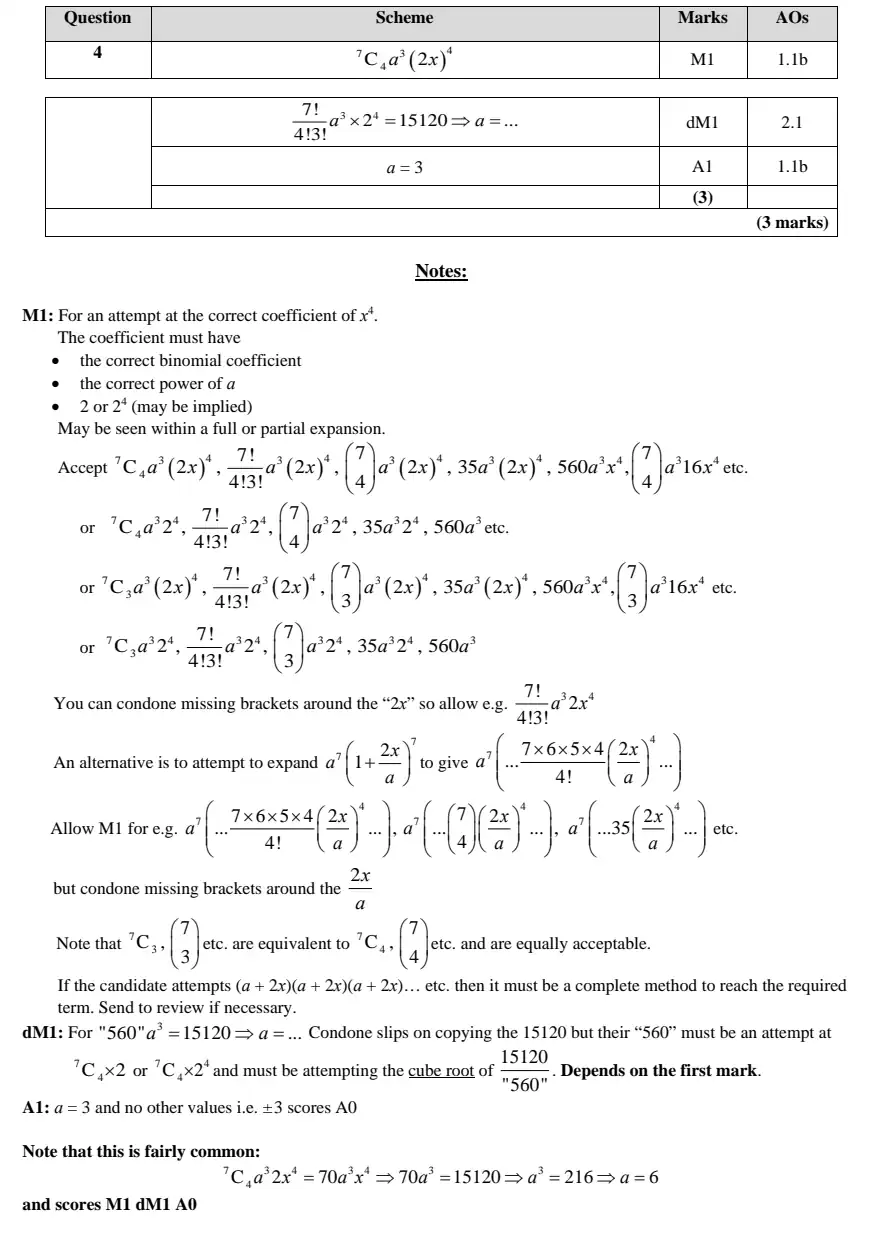 Question Scheme Marks AOs
4 ⁷C₄a³(2x)⁴ M1 1.1b
7!/(4!3!) a³ × 2⁴ = 15120 ⇒ a = ... dM1 2.1
a = 3 A1 1.1b
(3)
(3 marks)
Notes:
M1: For an attempt at the correct coefficient of x⁴.
The coefficient must have
• the correct binomial coefficient
• the correct power of a
• 2 or 2⁴ (may be implied)
May be seen within a full or partial expansion.
Accept ⁷C₄a³(2x)⁴, 7!/(4!3!) a³(2x)⁴, (7 4) a³(2x)⁴, 35a³(2x)⁴, 560a³x⁴, (7 4) a³16x⁴ etc.
or ⁷C₄a³2⁴, 7!/(4!3!) a³2⁴, (7 4) a³2⁴, 35a³2⁴, 560a³ etc.
or ⁷C₃a³(2x)⁴, 7!/(4!3!) a³(2x)⁴, (7 3) a³(2x)⁴, 35a³(2x)⁴, 560a³x⁴, (7 3) a³16x⁴ etc.
or ⁷C₃a³2⁴, 7!/(4!3!) a³2⁴, (7 3) a³2⁴, 35a³2⁴, 560a³
You can condone missing brackets around the “2x” so allow e.g. 7!/(4!3!) a³2x⁴
An alternative is to attempt to expand a⁷(1+2x/a)⁷ to give a⁷(... 7×6×5×4/4! (2x/a)⁴ ...)
Allow M1 for e.g. a⁷(... 7×6×5×4/4! (2x/a)⁴ ...), a⁷(...(7 4)(2x/a)⁴ ...), a⁷(...35(2x/a)⁴ ...) etc.
but condone missing brackets around the 2x/a
Note that ⁷C₃, (7 3) etc. are equivalent to ⁷C₄, (7 4) etc. and are equally acceptable.
If the candidate attempts (a + 2x)(a + 2x)(a + 2x)… etc. then it must be a complete method to reach the required
term. Send to review if necessary.
dM1: For "560"a³ = 15120 ⇒ a = ... Condone slips on copying the 15120 but their “560” must be an attempt at
⁷C₄×2 or ⁷C₄×2⁴ and must be attempting the cube root of 15120/"560". Depends on the first mark.
A1: a = 3 and no other values i.e. ±3 scores A0
Note that this is fairly common:
⁷C₄a³2x⁴ = 70a³x⁴ ⇒ 70a³ = 15120 ⇒ a³ = 216 ⇒ a = 6
and scores M1 dM1 A0